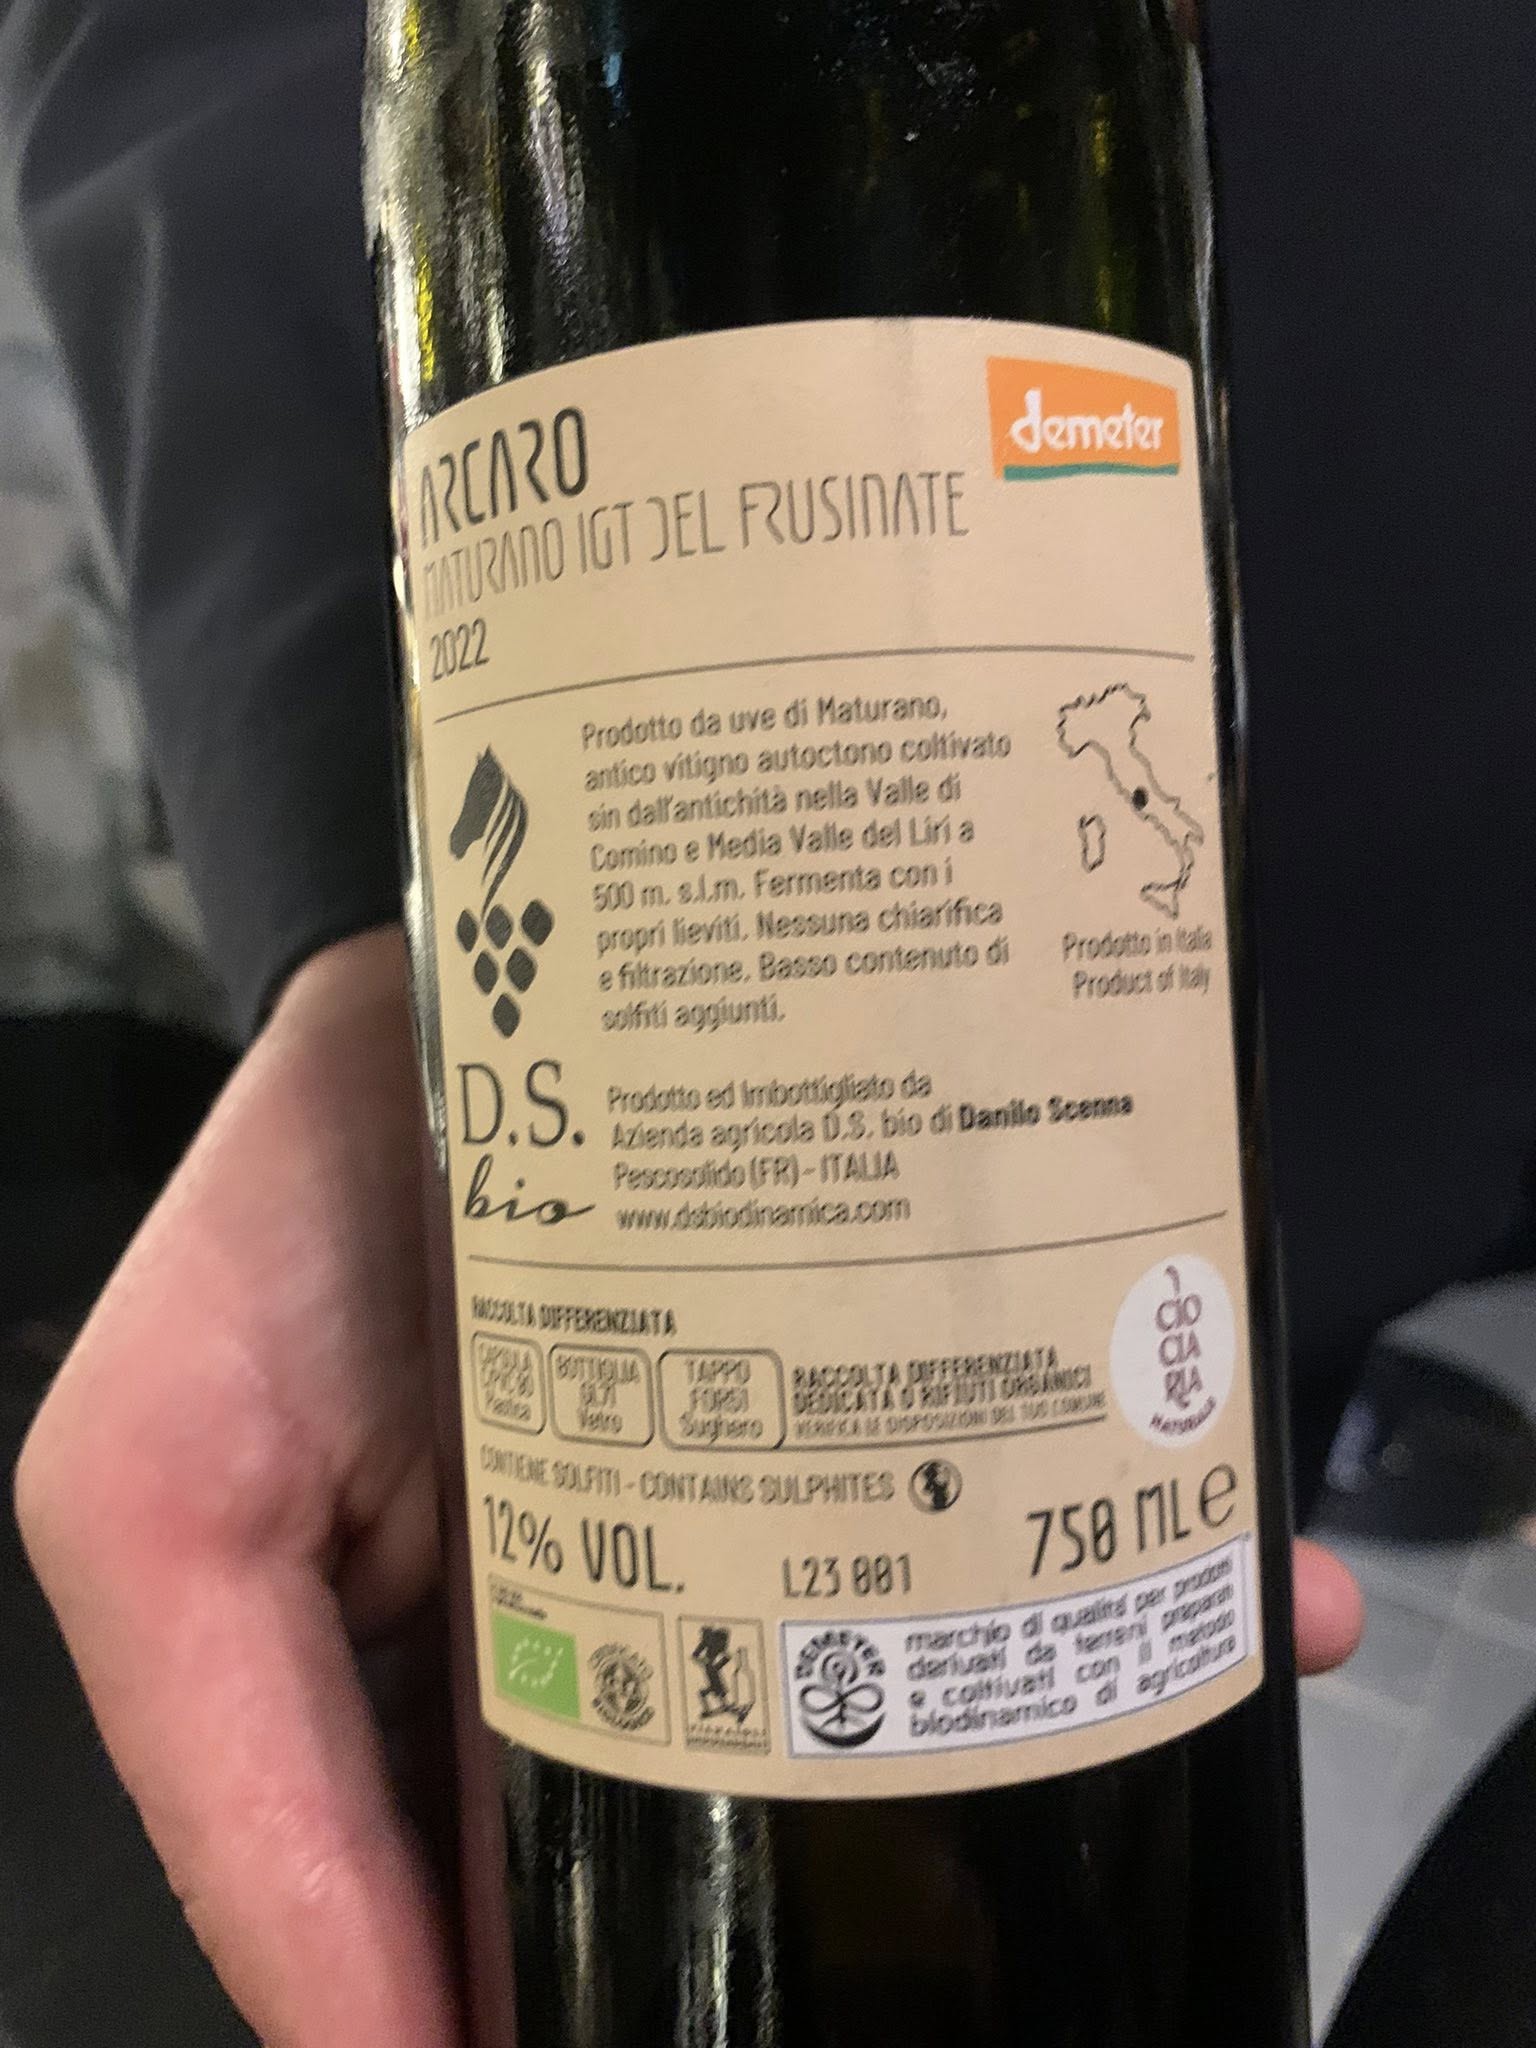 ARCARO
MATURANO IGT DEL FRUSINATE
2022
demeter
Prodotto da uve di Maturano,
antico vitigno autoctono coltivato
sin dall'antichità nella Valle di
Comino e Media Valle del Liri a
500 m. s.l.m. Fermenta con i
propri lieviti. Nessuna chiarifica
e filtrazione. Basso contenuto di
solfiti aggiunti.
Prodotto in Italia
Product of Italy
D.S.
bio
Prodotto ed Imbottigliato da
Azienda agricola D.S. bio di Danilo Scenna
Pescosolido (FR) - ITALIA
www.dsbiodinamica.com
RACCOLTA DIFFERENZIATA
CAPSULA
C/PVC 90
Plastica
BOTTIGLIA
GL71
Vetro
TAPPO
FOR51
Sughero
RACCOLTA DIFFERENZIATA
DEDICATA O RIFIUTI ORGANICI
VERIFICA LE DISPOSIZIONI DEL TUO COMUNE
CIO
CIA
RIA
NATURALE
CONTIENE SOLFITI - CONTAINS SULPHITES
12% VOL.
L23 001
750 ML e
DEMETER
marchio di qualità per prodotti
derivati da terreni preparati
e coltivati con il metodo
biodinamico di agricoltura